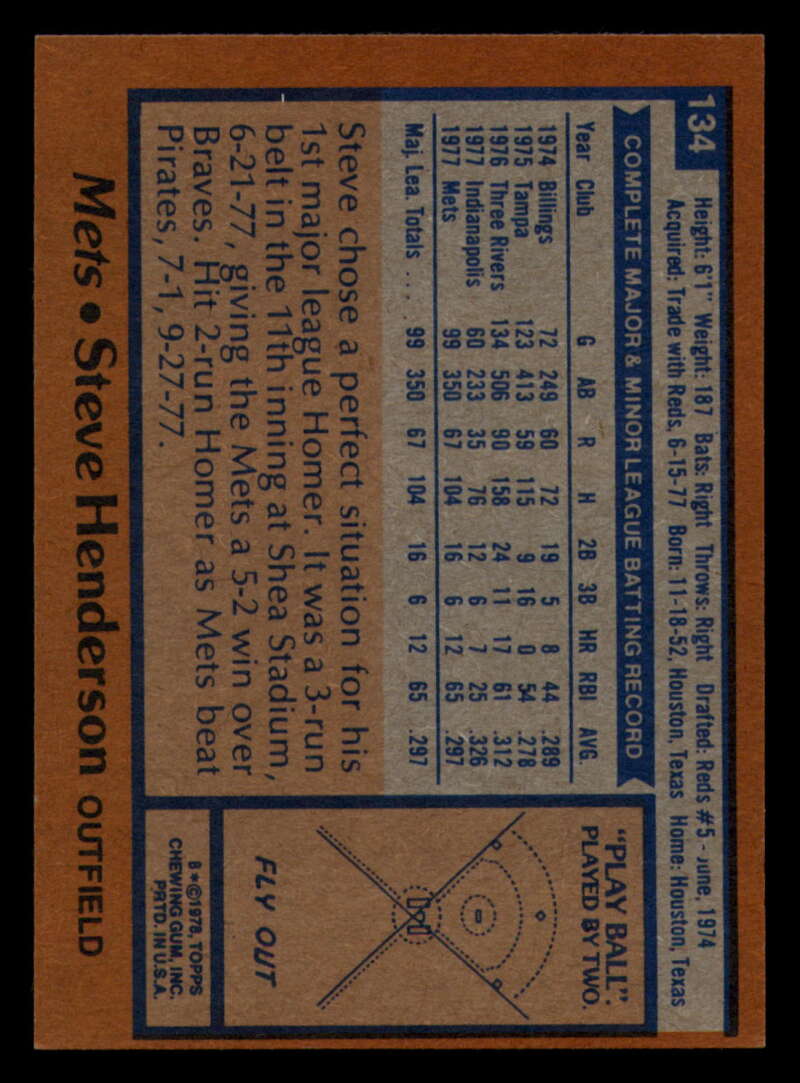 134
Height: 6'1" Weight: 187 Bats: Right Throws: Right Drafted: Reds #5 - June, 1974
Acquired: Trade with Reds, 6-15-77 Born: 11-18-52, Houston, Texas Home: Houston, Texas
COMPLETE MAJOR & MINOR LEAGUE BATTING RECORD
Year Club G AB R H 2B 3B HR RBI AVG.
1974 Billings 72 249 60 72 19 5 8 44 .289
1975 Tampa 123 413 59 115 9 16 0 54 .278
1976 Three Rivers 134 506 90 158 24 11 17 61 .312
1977 Indianapolis 60 233 35 76 12 6 7 25 .326
1977 Mets 99 350 67 104 16 6 12 65 .297
Maj. Lea. Totals . . . . 99 350 67 104 16 6 12 65 .297
Steve chose a perfect situation for his
1st major league Homer. It was a 3-run
belt in the 11th inning at Shea Stadium,
6-21-77, giving the Mets a 5-2 win over
Braves. Hit 2-run Homer as Mets beat
Pirates, 7-1, 9-27-77.
"PLAY BALL":
PLAYED BY TWO.
FLY OUT
B*©1978, TOPPS
CHEWING GUM, INC.
PRTD. IN U.S.A.
Mets • Steve Henderson OUTFIELD